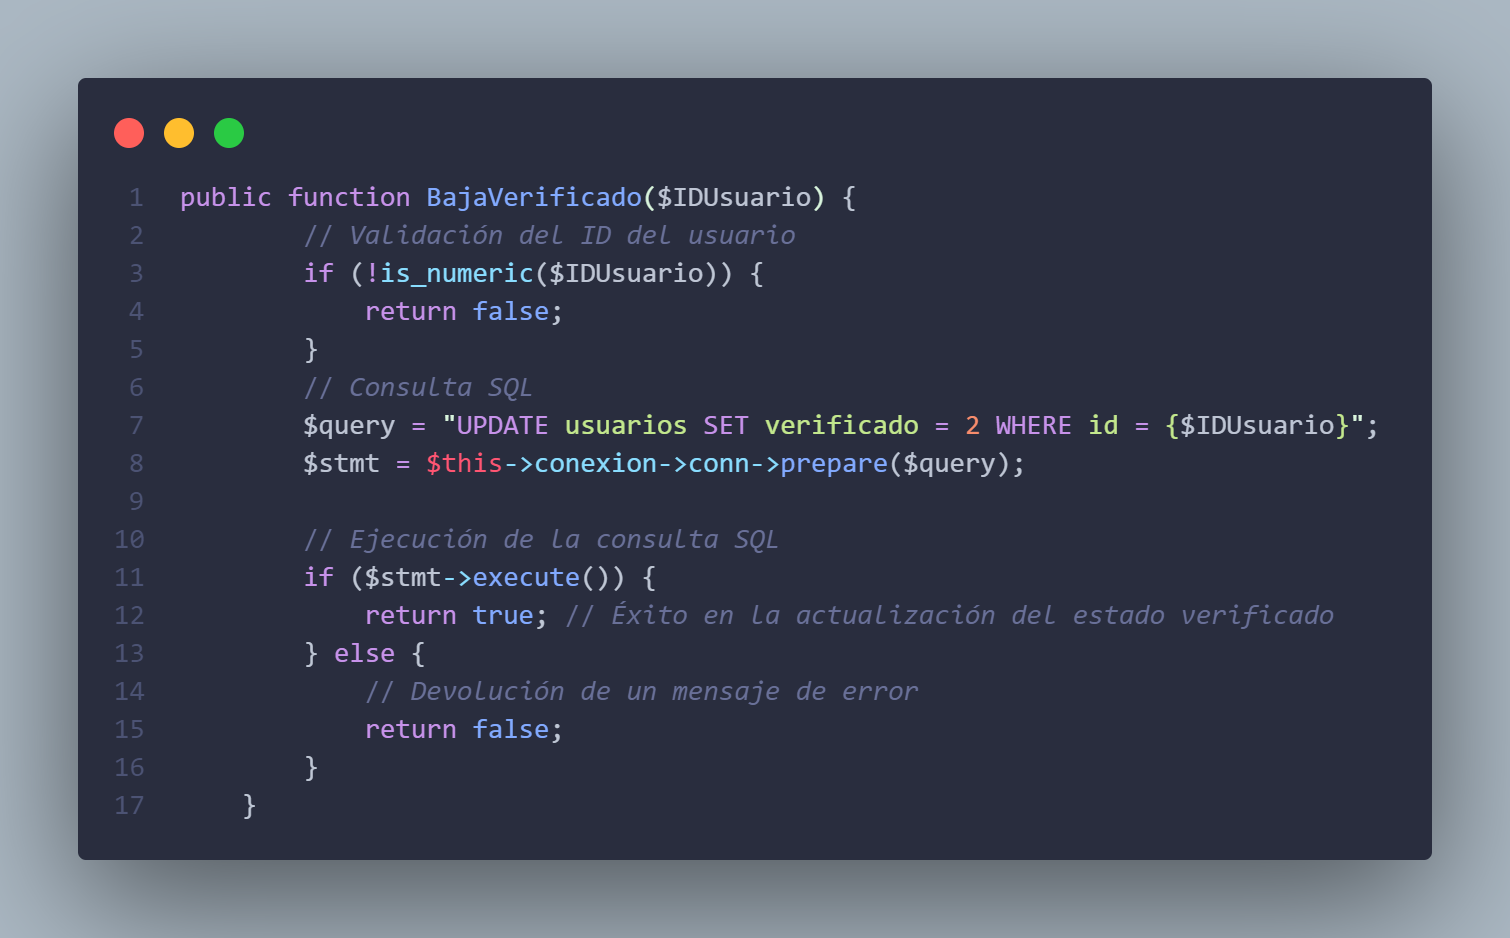 1 public function BajaVerificado($IDUsuario) {
2 // Validación del ID del usuario
3 if (!is_numeric($IDUsuario)) {
4 return false;
5 }
6 // Consulta SQL
7 $query = "UPDATE usuarios SET verificado = 2 WHERE id = {$IDUsuario}";
8 $stmt = $this->conexion->conn->prepare($query);
9
10 // Ejecución de la consulta SQL
11 if ($stmt->execute()) {
12 return true; // Éxito en la actualización del estado verificado
13 } else {
14 // Devolución de un mensaje de error
15 return false;
16 }
17 }